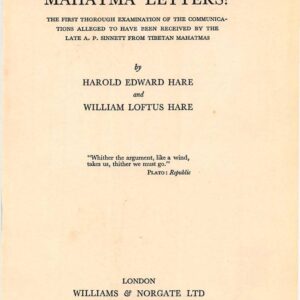 MAHATMA LETTERS?
THE FIRST THOROUGH EXAMINATION OF THE COMMUNICA-
TIONS ALLEGED TO HAVE BEEN RECEIVED BY THE
LATE A. P. SINNETT FROM TIBETAN MAHATMAS
by
HAROLD EDWARD HARE
and
WILLIAM LOFTUS HARE
"Whither the argument, like a wind,
takes us, thither we must go."
PLATO: Republic
LONDON
WILLIAMS & NORGATE LTD